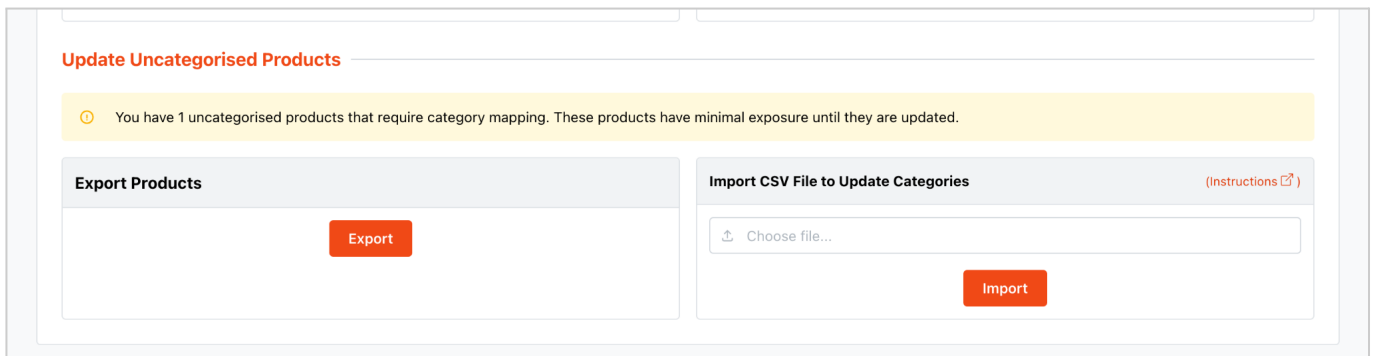 Update Uncategorised Products
You have 1 uncategorised products that require category mapping. These products have minimal exposure until they are updated.
Export Products
Export
Import CSV File to Update Categories
(Instructions)
Choose file...
Import